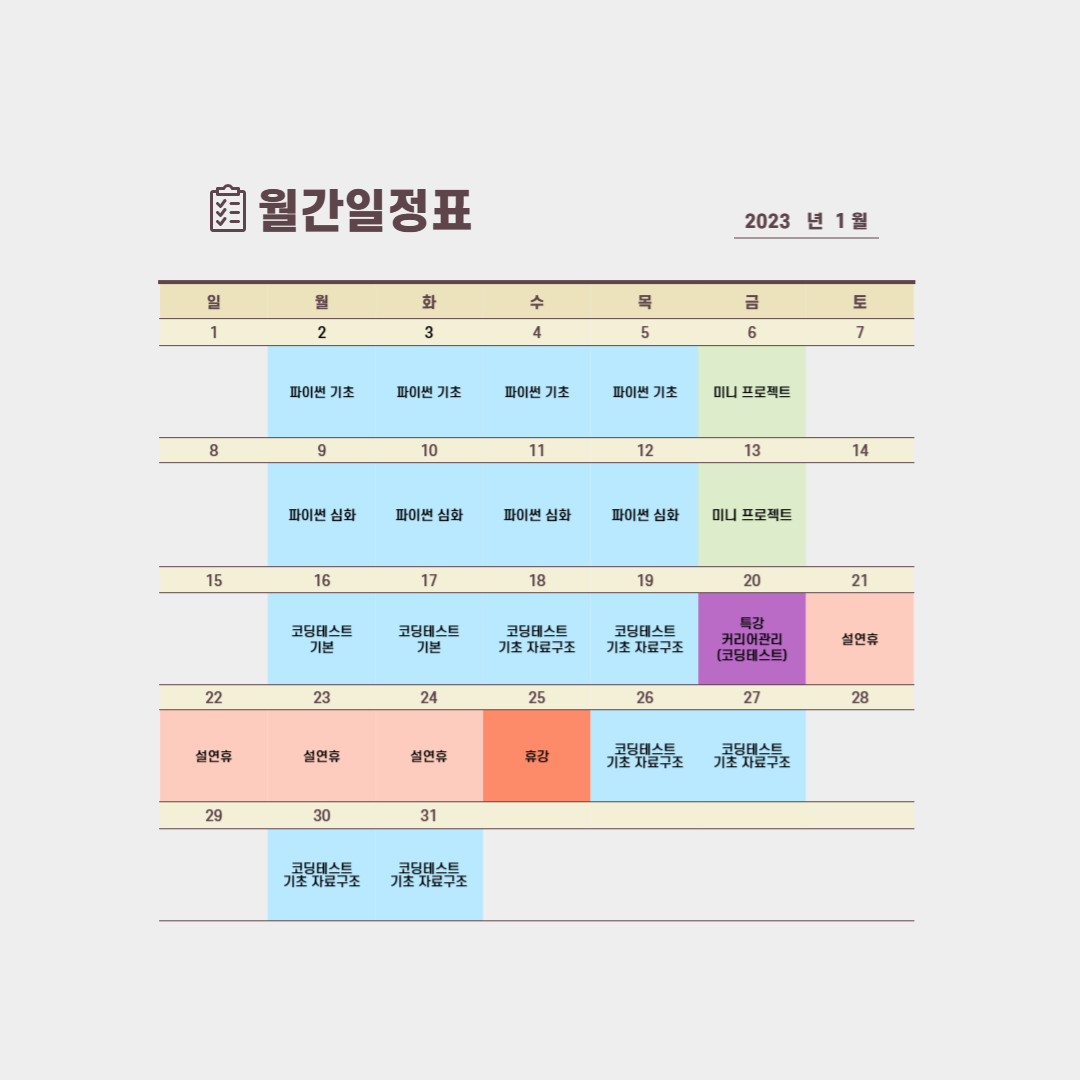 월간일정표
2023 년 1 월
일 월 화 수 목 금 토
1 2 3 4 5 6 7
파이썬 기초 파이썬 기초 파이썬 기초 파이썬 기초 미니 프로젝트
8 9 10 11 12 13 14
파이썬 심화 파이썬 심화 파이썬 심화 파이썬 심화 미니 프로젝트
15 16 17 18 19 20 21
코딩테스트 기본
코딩테스트 기본
코딩테스트 기초 자료구조
코딩테스트 기초 자료구조
특강
커리어관리
(코딩테스트)
설연휴
22 23 24 25 26 27 28
설연휴 설연휴 설연휴 휴강
코딩테스트
기초 자료구조
코딩테스트
기초 자료구조
29 30 31
코딩테스트
기초 자료구조
코딩테스트
기초 자료구조